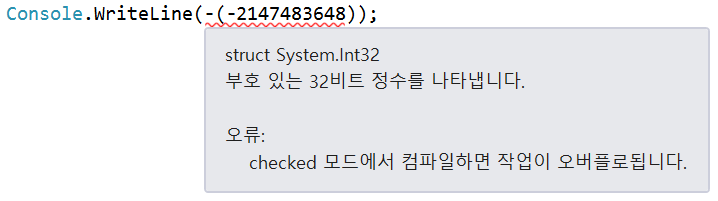 Console.WriteLine(-(-2147483648));
struct System.Int32
부호 있는 32비트 정수를 나타냅니다.
오류:
checked 모드에서 컴파일하면 작업이 오버플로됩니다.